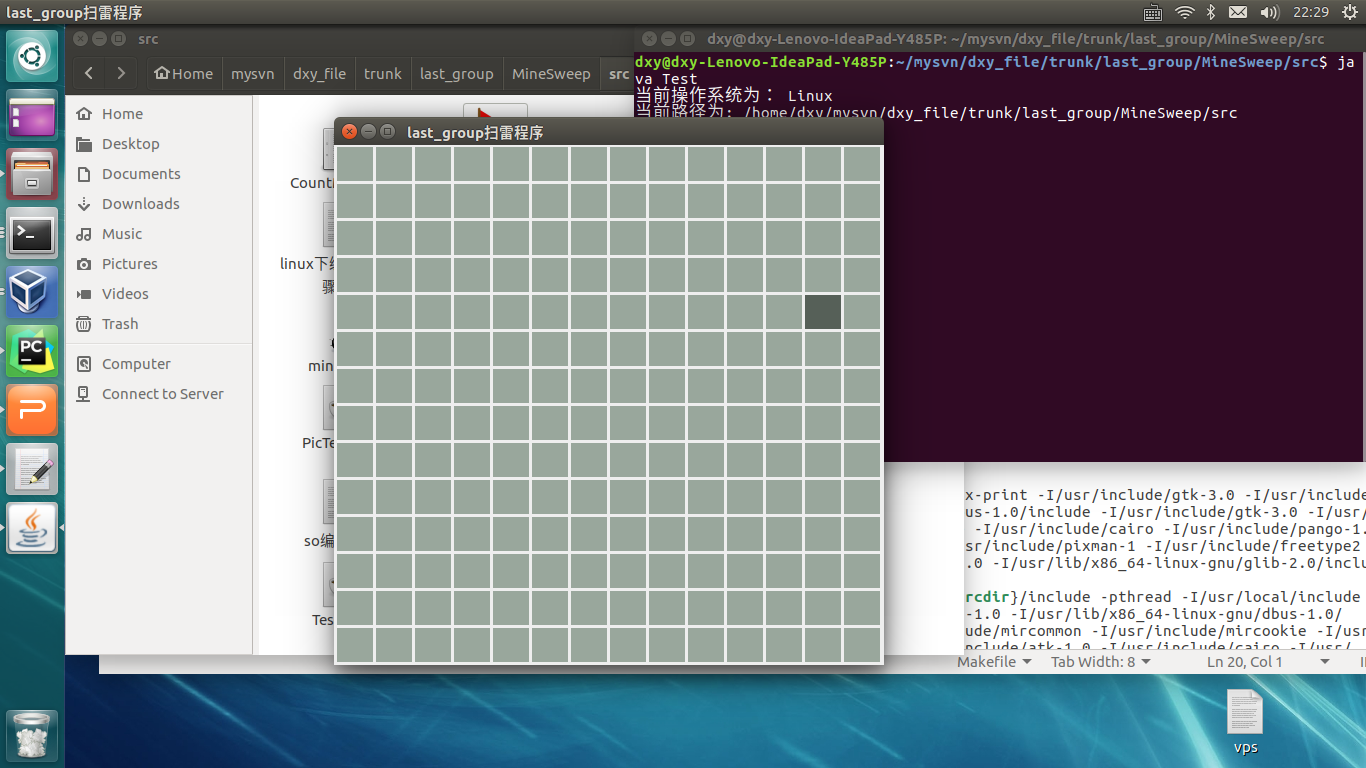 last_group扫雷程序
22:29
src
Home
mysvn
dxy_file
trunk
last_group
MineSweep
src
Home
Desktop
Documents
Downloads
Music
Pictures
Videos
Trash
Computer
Connect to Server
Countr
linux下编
骤
min
PicTe
so编
Tes
dxy@dxy-Lenovo-IdeaPad-Y485P: ~/mysvn/dxy_file/trunk/last_group/MineSweep/src
dxy@dxy-Lenovo-IdeaPad-Y485P:~/mysvn/dxy_file/trunk/last_group/MineSweep/src$ ja
va Test
当前操作系统为： Linux
当前路径为: /home/dxy/mysvn/dxy_file/trunk/last_group/MineSweep/src
last_group扫雷程序
x-print -I/usr/include/gtk-3.0 -I/usr/include
us-1.0/include -I/usr/include/gtk-3.0 -I/usr/
-I/usr/include/cairo -I/usr/include/pango-1.
sr/include/pixman-1 -I/usr/include/freetype2
.0 -I/usr/lib/x86_64-linux-gnu/glib-2.0/inclu
rcdir}/include -pthread -I/usr/local/include
-1.0 -I/usr/lib/x86_64-linux-gnu/dbus-1.0/
ude/mircommon -I/usr/include/mircookie -I/usr
nclude/atk-1.0 -I/usr/include/cairo -I/usr/
Makefile
Tab Width: 8
Ln 20, Col 1
PC
vps